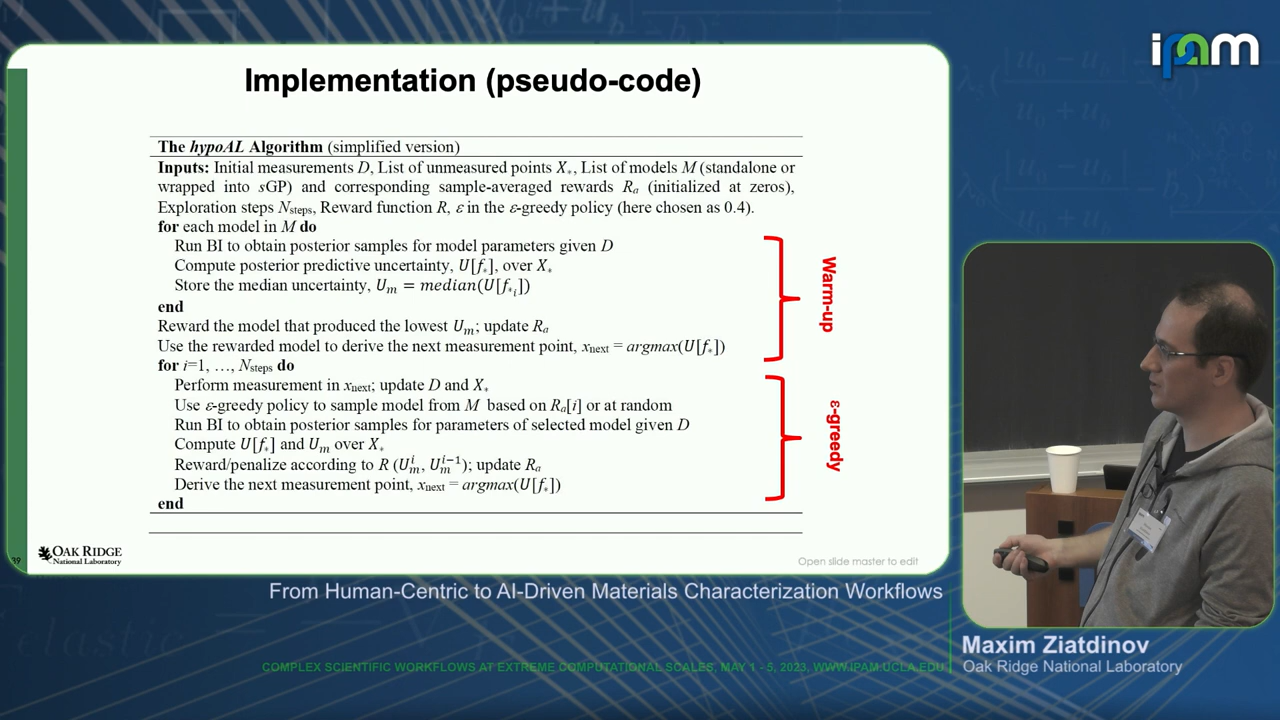 ipam
Implementation (pseudo-code)
The hypoAL Algorithm (simplified version)
Inputs: Initial measurements D, List of unmeasured points X*, List of models M (standalone or
wrapped into sGP) and corresponding sample-averaged rewards Rₐ (initialized at zeros),
Exploration steps Nsteps, Reward function R, ε in the ε-greedy policy (here chosen as 0.4).
for each model in M do
Run BI to obtain posterior samples for model parameters given D
Compute posterior predictive uncertainty, U[f*], over X*
Store the median uncertainty, Um = median(U[f*i])
end
Reward the model that produced the lowest Um; update Rₐ
Use the rewarded model to derive the next measurement point, xnext = argmax(U[f*])
for i=1, …, Nsteps do
Perform measurement in xnext; update D and X*
Use ε-greedy policy to sample model from M based on Rₐ[i] or at random
Run BI to obtain posterior samples for parameters of selected model given D
Compute U[f*] and Um over X*
Reward/penalize according to R (Uᵢm, Uᵢ₋₁m); update Rₐ
Derive the next measurement point, xnext = argmax(U[f*])
end
Warm-up
ε-greedy
39
OAK RIDGE
National Laboratory
Open slide master to edit
From Human-Centric to AI-Driven Materials Characterization Workflows
Maxim Ziatdinov
Oak Ridge National Laboratory
COMPLEX SCIENTIFIC WORKFLOWS AT EXTREME COMPUTATIONAL SCALES, MAY 1 - 5, 2023, WWW.IPAM.UCLA.EDU